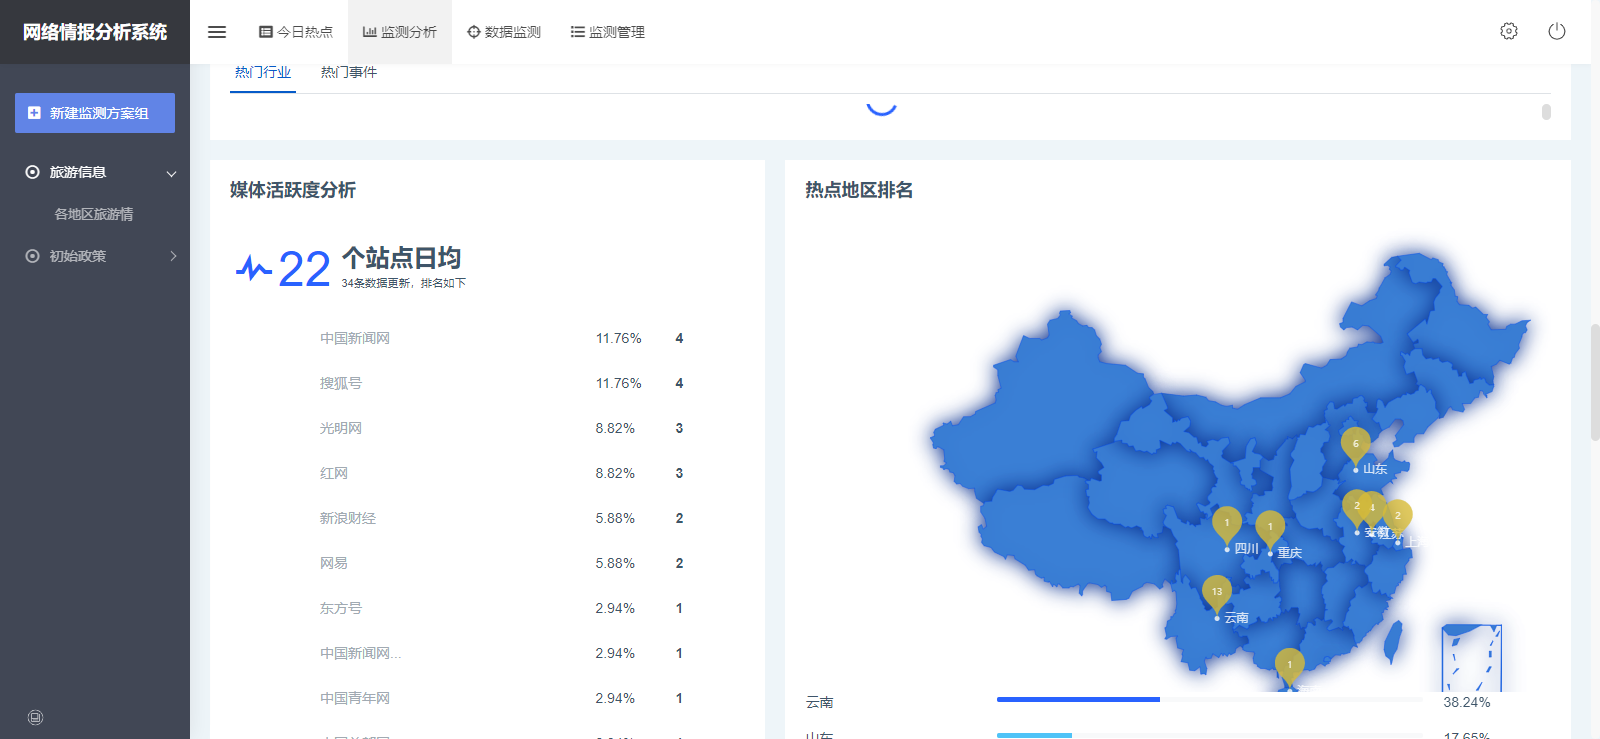 网络情报分析系统
今日热点
监测分析
数据监测
监测管理
热门行业
热门事件
新建监测方案组
旅游信息
各地区旅游情
初始政策
媒体活跃度分析
22
个站点日均
34条数据更新，排名如下
中国新闻网 11.76% 4
搜狐号 11.76% 4
光明网 8.82% 3
红网 8.82% 3
新浪财经 5.88% 2
网易 5.88% 2
东方号 2.94% 1
中国新闻网... 2.94% 1
中国青年网 2.94% 1
热点地区排名
6
山东
2
4
2
安徽
江苏
上
1
四川
1
重庆
13
云南
1
云南 38.24%
山东 17.65%